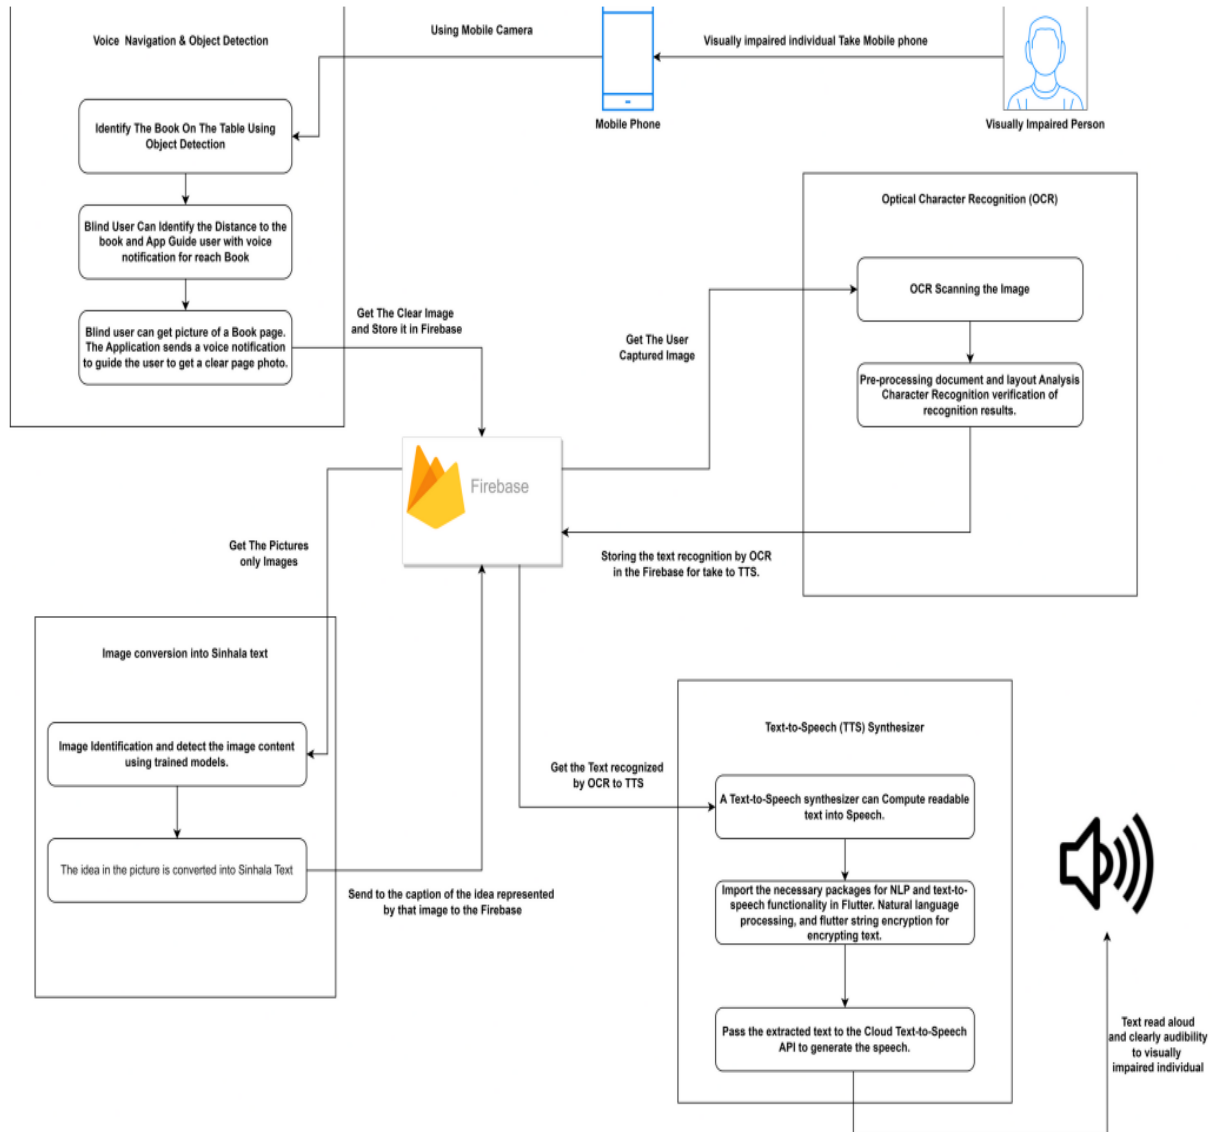 Voice Navigation & Object Detection
Using Mobile Camera
Visually impaired individual Take Mobile phone
Mobile Phone
Visually Impaired Person
Identify The Book On The Table Using
Object Detection
Blind User Can Identify the Distance to the
book and App Guide user with voice
notification for reach Book
Blind user can get picture of a Book page.
The Application sends a voice notification
to guide the user to get a clear page photo.
Get The Clear Image
and Store it in Firebase
Optical Character Recognition (OCR)
OCR Scanning the Image
Get The User
Captured Image
Pre-processing document and layout Analysis
Character Recognition verification of
recognition results.
Firebase
Storing the text recognition by OCR
in the Firebase for take to TTS.
Get The Pictures
only Images
Image conversion into Sinhala text
Image Identification and detect the image content
using trained models.
The idea in the picture is converted into Sinhala Text
Send to the caption of the idea represented
by that image to the Firebase
Get the Text recognized
by OCR to TTS
Text-to-Speech (TTS) Synthesizer
A Text-to-Speech synthesizer can Compute readable
text into Speech.
Import the necessary packages for NLP and text-to-
speech functionality in Flutter. Natural language
processing, and flutter string encryption for
encrypting text.
Pass the extracted text to the Cloud Text-to-Speech
API to generate the speech.
Text read aloud
and clearly audibility
to visually
impaired individual